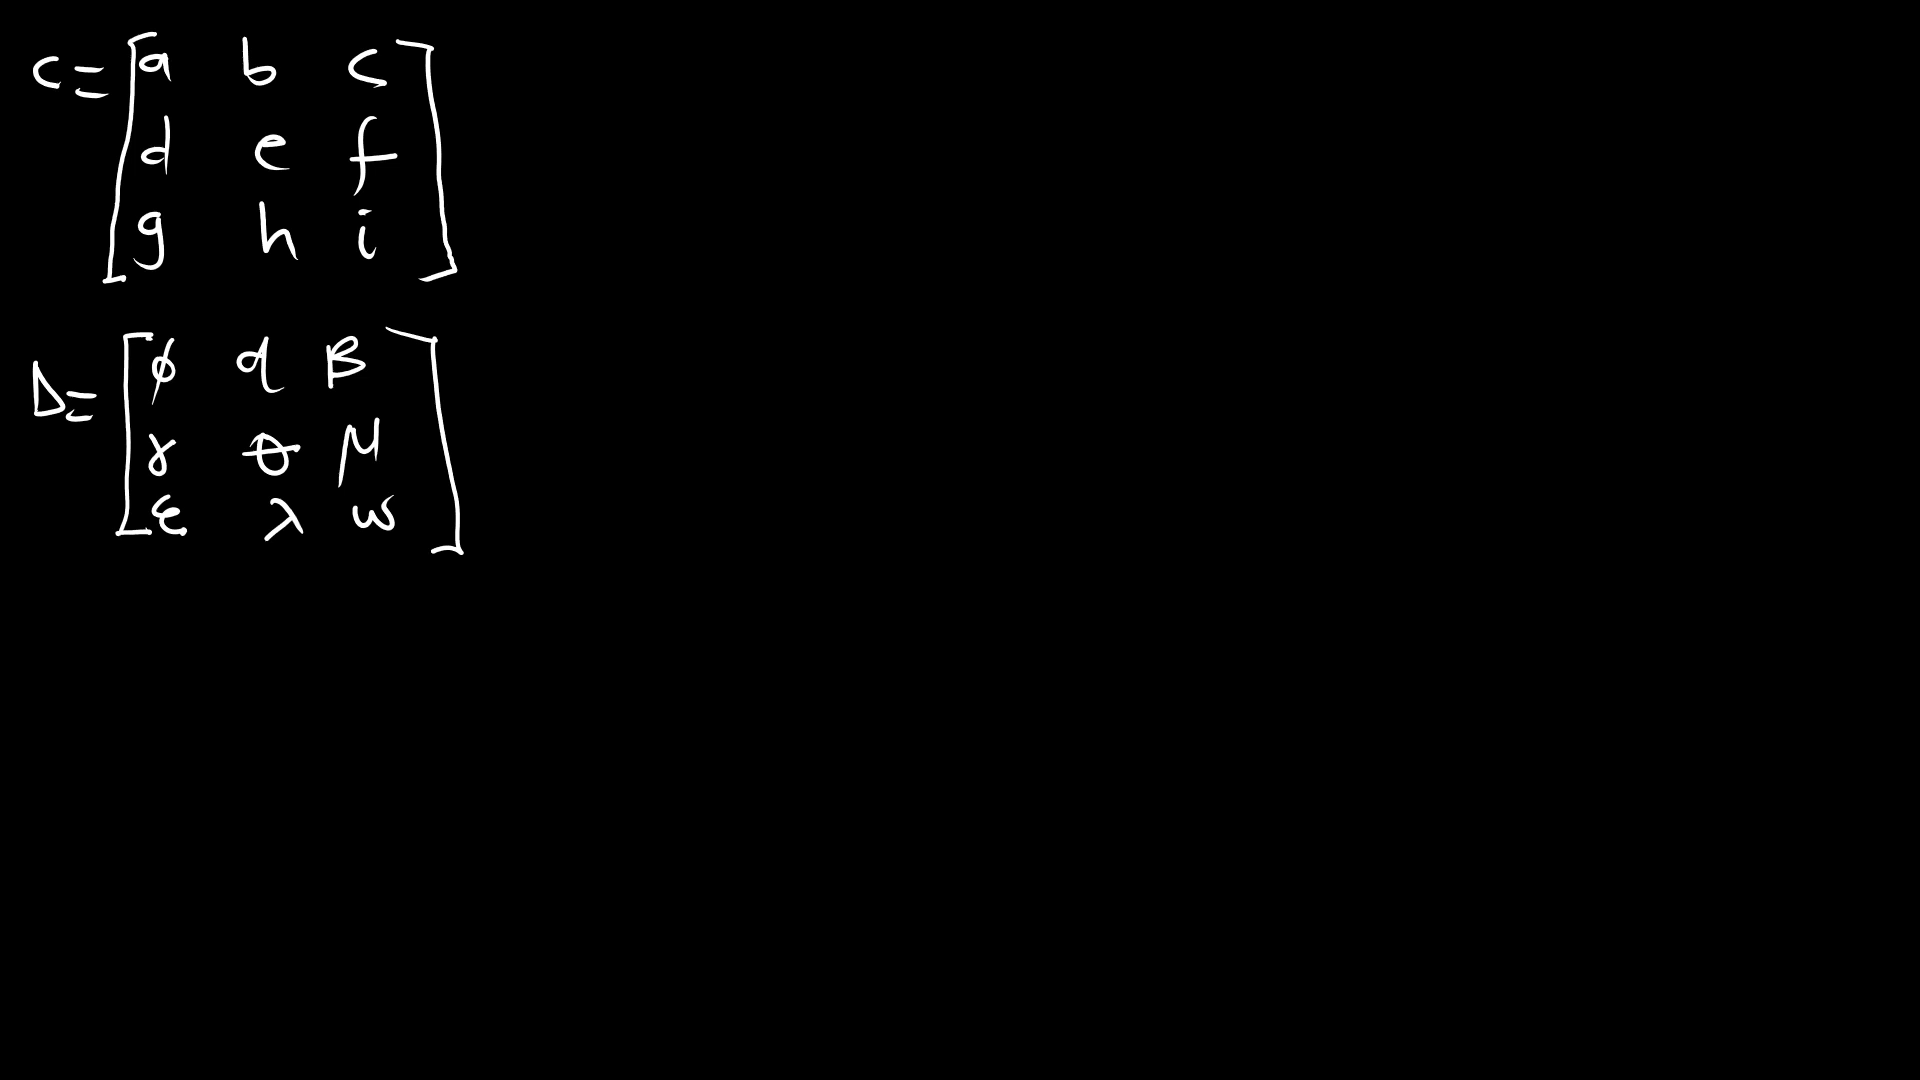 C = [a b c
d e f
g h i]
D = [ϕ α β
γ θ μ
ε λ ω]